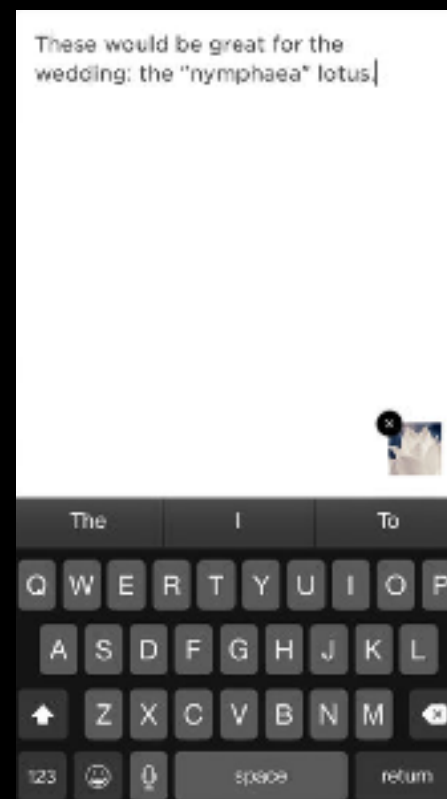 These would be great for the
wedding: the "nymphaea" lotus.
The I To
Q W E R T Y U I O P
A S D F G H J K L
Z X C V B N M
123 space return